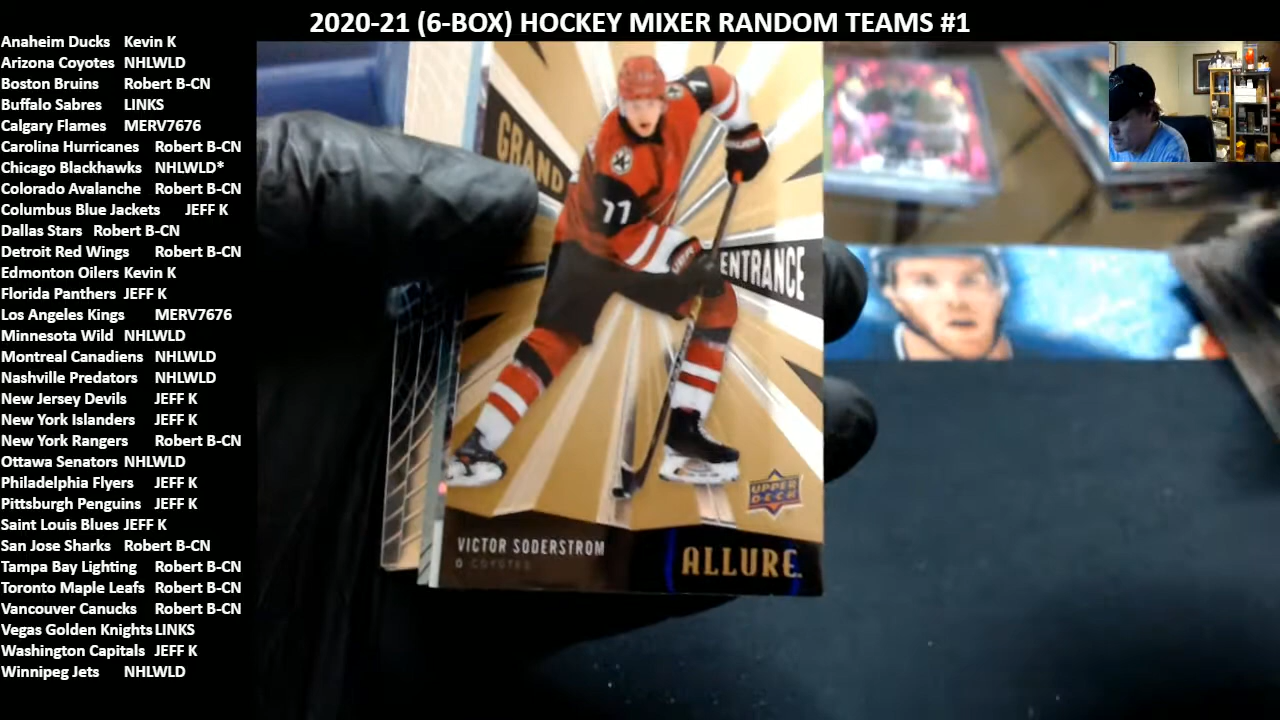 2020-21 (6-BOX) HOCKEY MIXER RANDOM TEAMS #1
Anaheim Ducks Kevin K
Arizona Coyotes NHLWLD
Boston Bruins Robert B-CN
Buffalo Sabres LINKS
Calgary Flames MERV7676
Carolina Hurricanes Robert B-CN
Chicago Blackhawks NHLWLD*
Colorado Avalanche Robert B-CN
Columbus Blue Jackets JEFF K
Dallas Stars Robert B-CN
Detroit Red Wings Robert B-CN
Edmonton Oilers Kevin K
Florida Panthers JEFF K
Los Angeles Kings MERV7676
Minnesota Wild NHLWLD
Montreal Canadiens NHLWLD
Nashville Predators NHLWLD
New Jersey Devils JEFF K
New York Islanders JEFF K
New York Rangers Robert B-CN
Ottawa Senators NHLWLD
Philadelphia Flyers JEFF K
Pittsburgh Penguins JEFF K
Saint Louis Blues JEFF K
San Jose Sharks Robert B-CN
Tampa Bay Lighting Robert B-CN
Toronto Maple Leafs Robert B-CN
Vancouver Canucks Robert B-CN
Vegas Golden Knights LINKS
Washington Capitals JEFF K
Winnipeg Jets NHLWLD
GRAND
ENTRANCE
77
UPPER
DECK
VICTOR SODERSTROM
D COYOTES
ALLURE